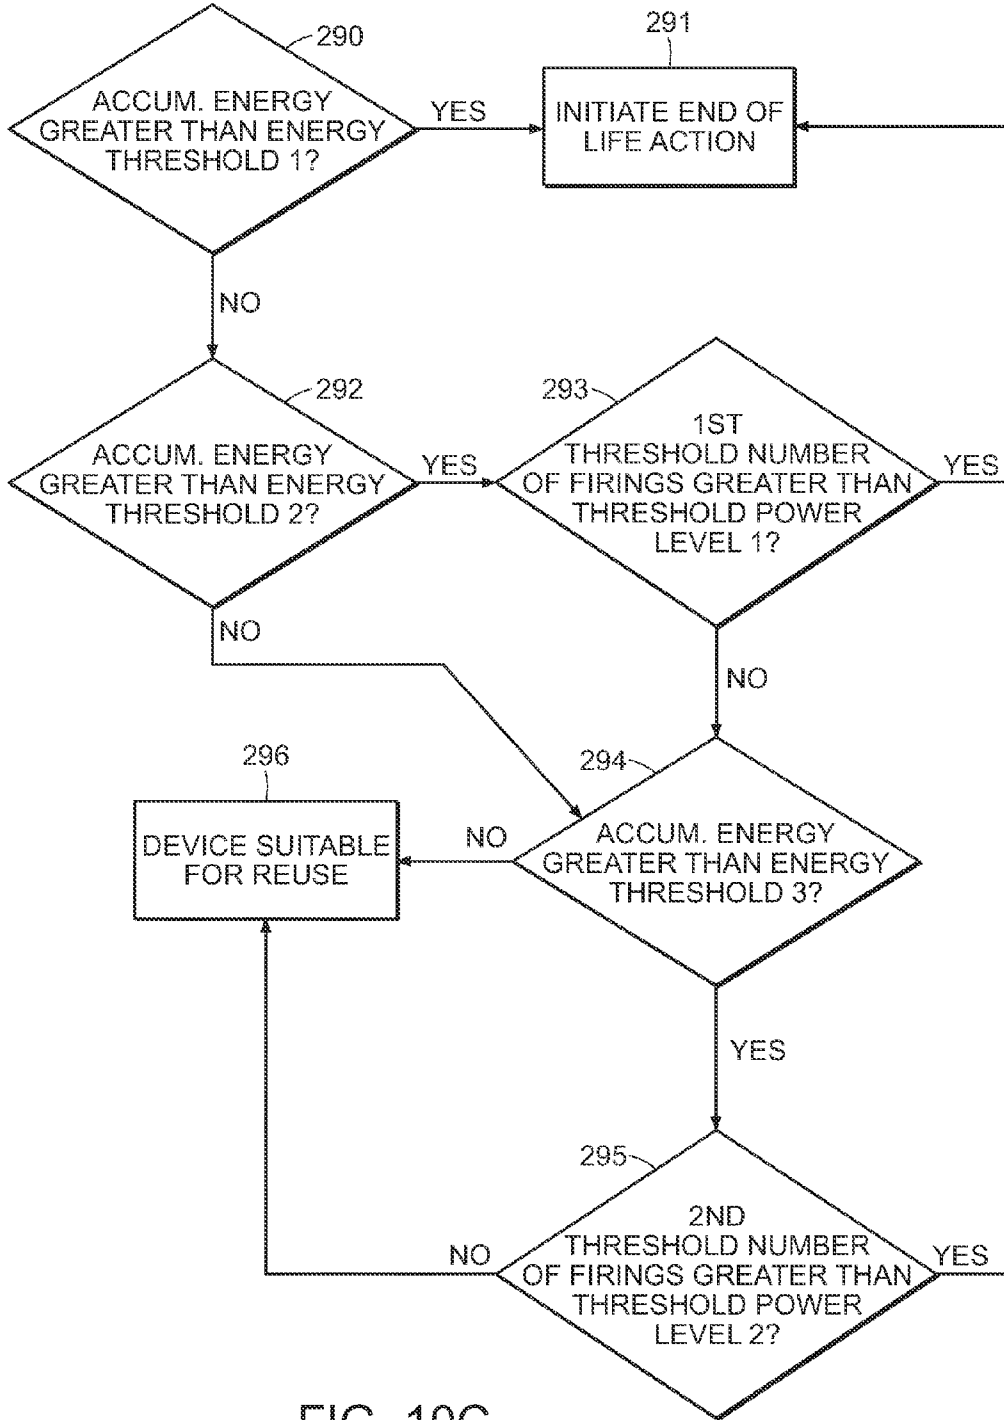 290
ACCUM. ENERGY
GREATER THAN ENERGY
THRESHOLD 1?
YES
291
INITIATE END OF
LIFE ACTION
NO
292
ACCUM. ENERGY
GREATER THAN ENERGY
THRESHOLD 2?
YES
293
1ST
THRESHOLD NUMBER
OF FIRINGS GREATER THAN
THRESHOLD POWER
LEVEL 1?
YES
NO
NO
294
ACCUM. ENERGY
GREATER THAN ENERGY
THRESHOLD 3?
NO
296
DEVICE SUITABLE
FOR REUSE
YES
295
2ND
THRESHOLD NUMBER
OF FIRINGS GREATER THAN
THRESHOLD POWER
LEVEL 2?
NO
YES